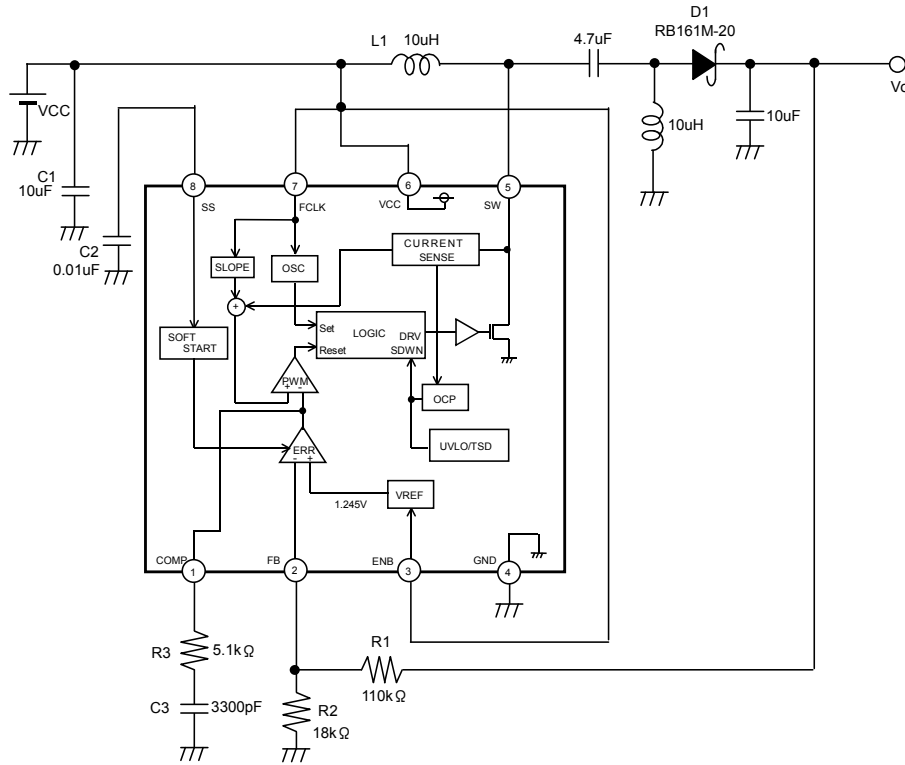 D1
RB161M-20
L1 10uH
4.7uF
Vo
VCC
10uH
10uF
C1
10uF
C2
0.01uF
8
7
6
5
SS
FCLK
VCC
SW
CURRENT
SENSE
SLOPE
OSC
+
Set
LOGIC
DRV
SDWN
Reset
SOFT
START
PWM
+ -
OCP
ERR
- +
UVLO/TSD
1.245V
VREF
COMP
FB
ENB
GND
1
2
3
4
R3 5.1kΩ
R1
110kΩ
C3 3300pF
R2
18kΩ